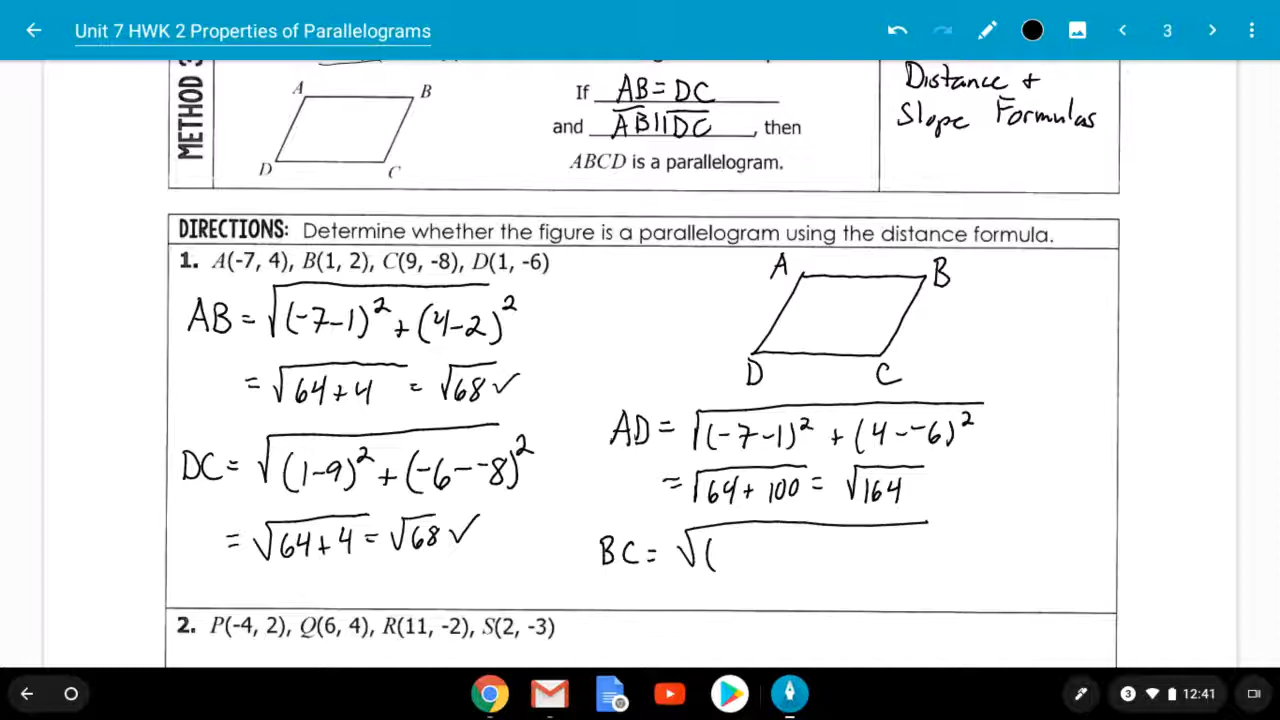 Unit 7 HWK 2 Properties of Parallelograms
3
METHOD 3
A B
D C
If AB = DC
and AB || DC, then
ABCD is a parallelogram.
Distance +
Slope Formulas
DIRECTIONS: Determine whether the figure is a parallelogram using the distance formula.
1. A(-7, 4), B(1, 2), C(9, -8), D(1, -6)
AB = √(-7-1)² + (4-2)²
= √64+4 = √68 ✓
DC = √(1-9)² + (-6--8)²
= √64+4 = √68 ✓
A B
D C
AD = √(-7-1)² + (4--6)²
= √64+100 = √164
BC = √(
2. P(-4, 2), Q(6, 4), R(11, -2), S(2, -3)
3 12:41